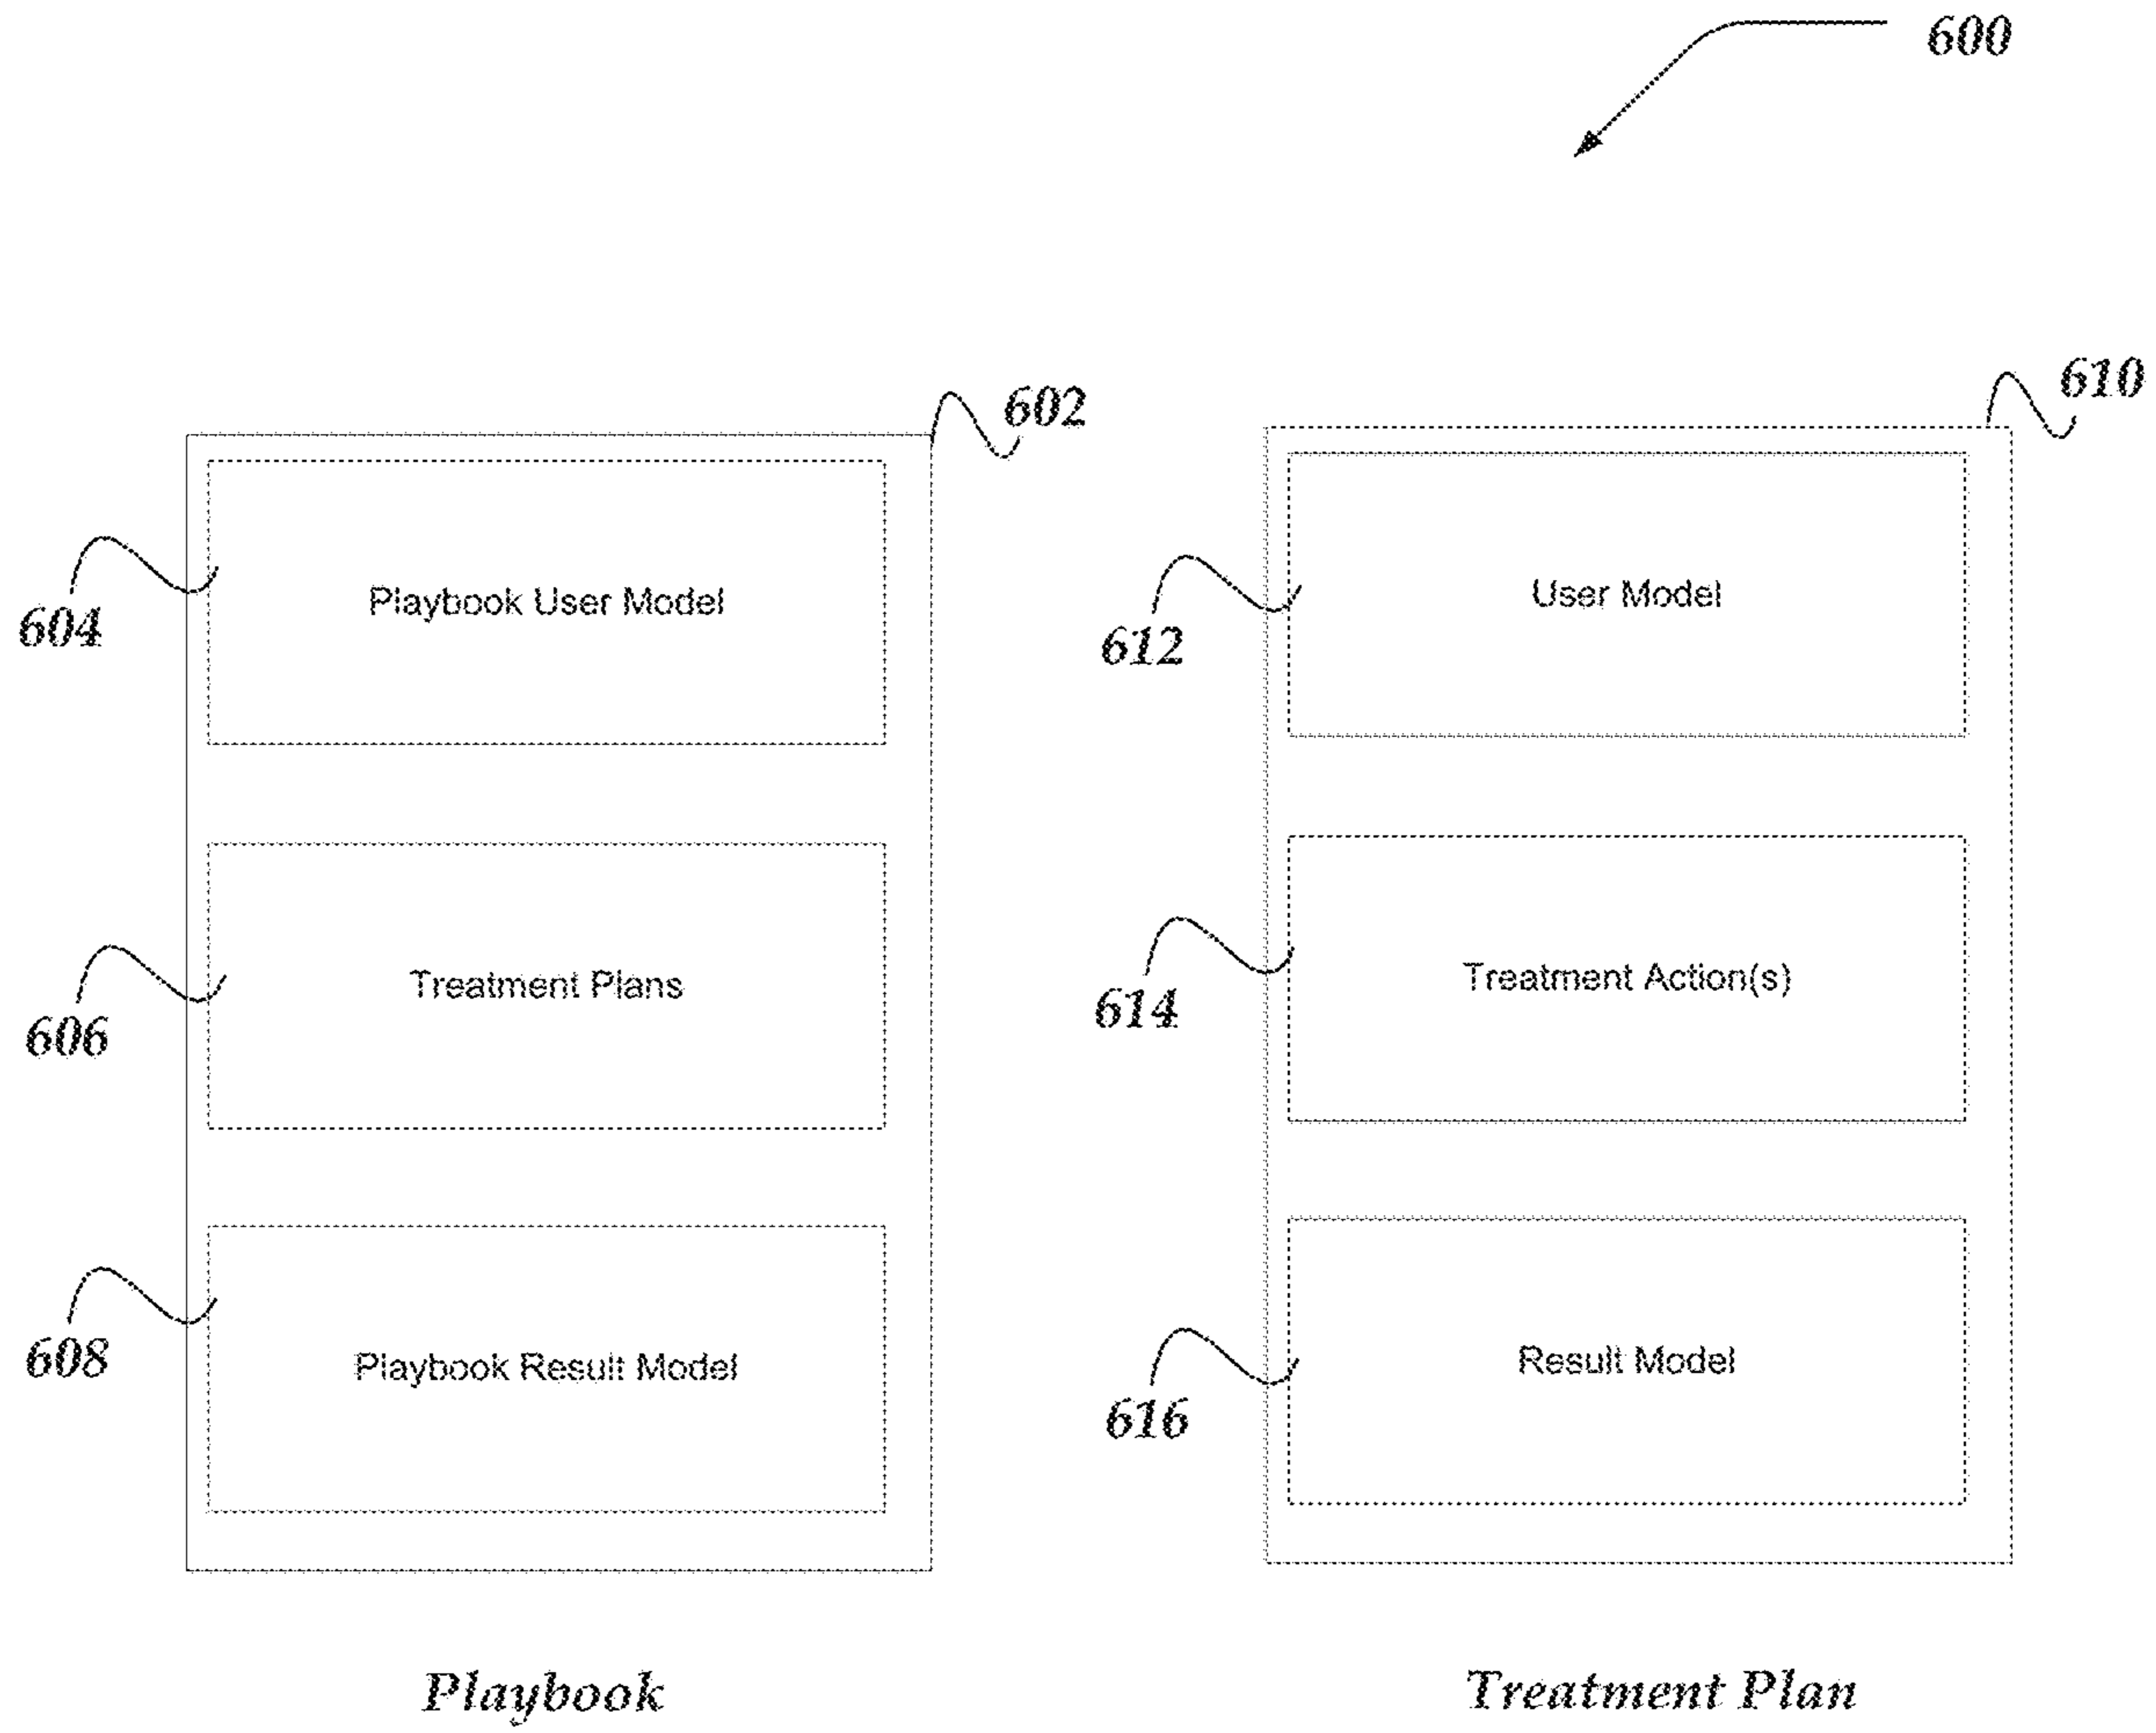 600
602
610
604
Playbook User Model
612
User Model
606
Treatment Plans
614
Treatment Action(s)
608
Playbook Result Model
616
Result Model
Playbook
Treatment Plan